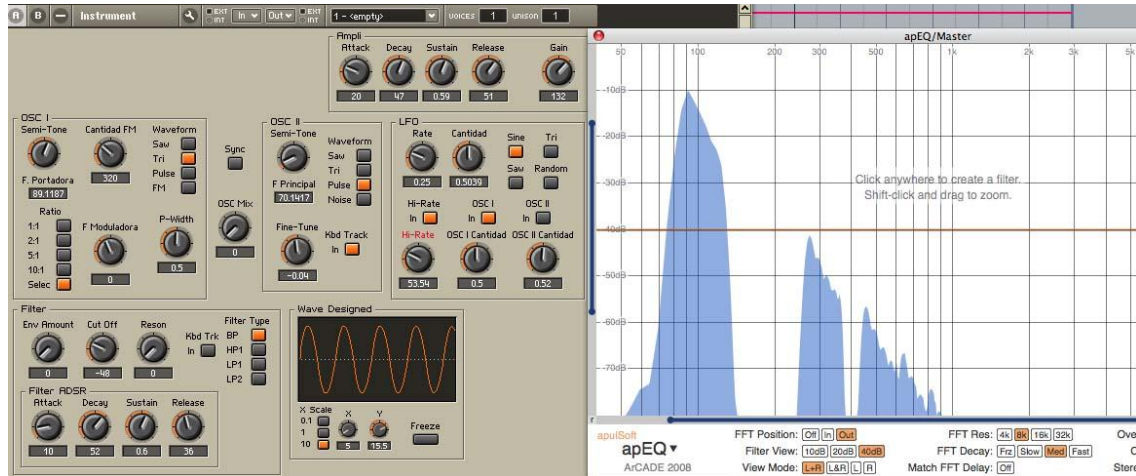 A B Instrument EXT INT In Out EXT INT 1 - <empty> voices 1 unison 1
Ampli
Attack Decay Sustain Release Gain
20 47 0.59 51 132
OSC I
Semi-Tone Cantidad FM Waveform
Saw
Tri
Pulse
FM
320
F. Portadora
89.1187
Ratio
1:1
2:1
5:1
10:1
Selec
F Moduladora
0
P-Width
0.5
Sync
OSC Mix
0
OSC II
Semi-Tone Waveform
Saw
Tri
Pulse
Noise
F Principal
70.1417
Fine-Tune Kbd Track
In
-0.04
LFO
Rate Cantidad Sine Tri
0.25 0.5039 Saw Random
Hi-Rate OSC I OSC II
In In In
Hi-Rate OSC I Cantidad OSC II Cantidad
53.54 0.5 0.52
Filter
Env Amount Cut Off Reson Kbd Trk Filter Type
In
BP
HP1
LP1
LP2
0 -48 0
Filter ADSR
Attack Decay Sustain Release
10 52 0.6 36
Wave Designed
X Scale X Y
0.1
1
10
5 15.5
Freeze
apEQ/Master
50 100 200 300 500 1k 2k 3k 5k
-10dB
-20dB
-30dB
-40dB
-50dB
-60dB
-70dB
Click anywhere to create a filter.
Shift-click and drag to zoom.
r
apulSoft
apEQ
ArCADE 2008
FFT Position: Off In Out
Filter View: 10dB 20dB 40dB
View Mode: L+R L&R L R
FFT Res: 4k 8k 16k 32k
FFT Decay: Frz Slow Med Fast
Match FFT Delay: Off
Ove
C
Stere